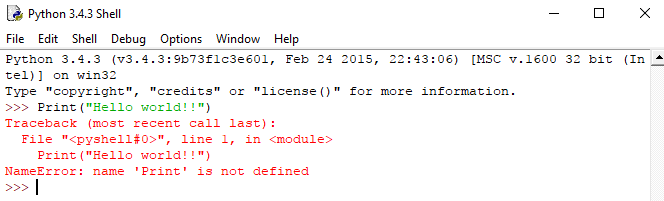 Python 3.4.3 Shell
File Edit Shell Debug Options Window Help
Python 3.4.3 (v3.4.3:9b73f1c3e601, Feb 24 2015, 22:43:06) [MSC v.1600 32 bit (In
tel)] on win32
Type "copyright", "credits" or "license()" for more information.
>>> Print("Hello world!!")
Traceback (most recent call last):
  File "<pyshell#0>", line 1, in <module>
    Print("Hello world!!")
NameError: name 'Print' is not defined
>>>